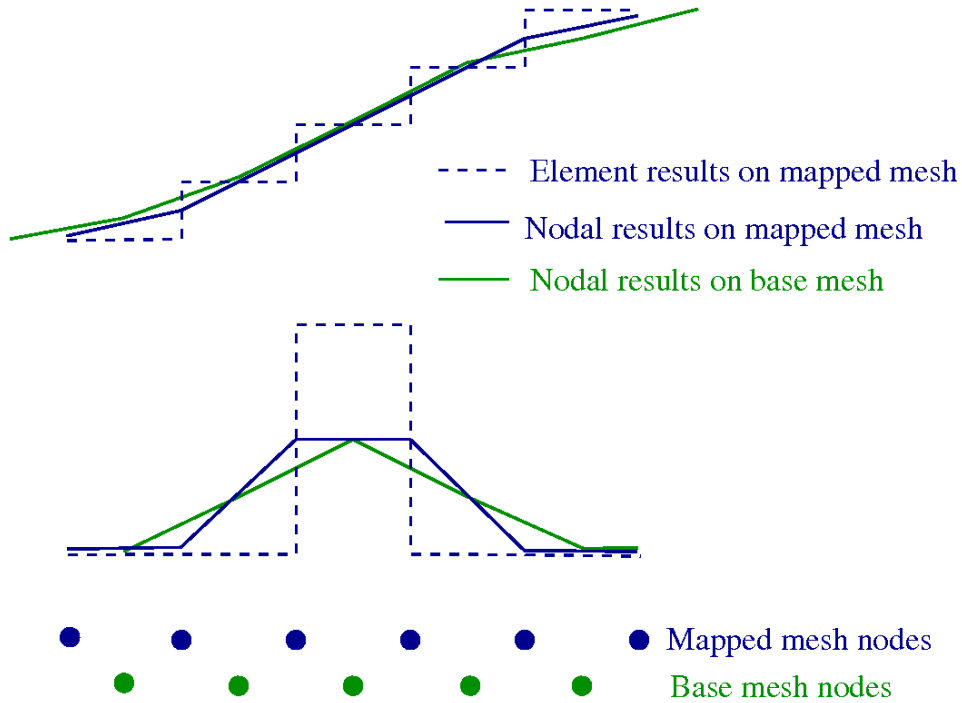 Element results on mapped mesh
Nodal results on mapped mesh
Nodal results on base mesh
Mapped mesh nodes
Base mesh nodes